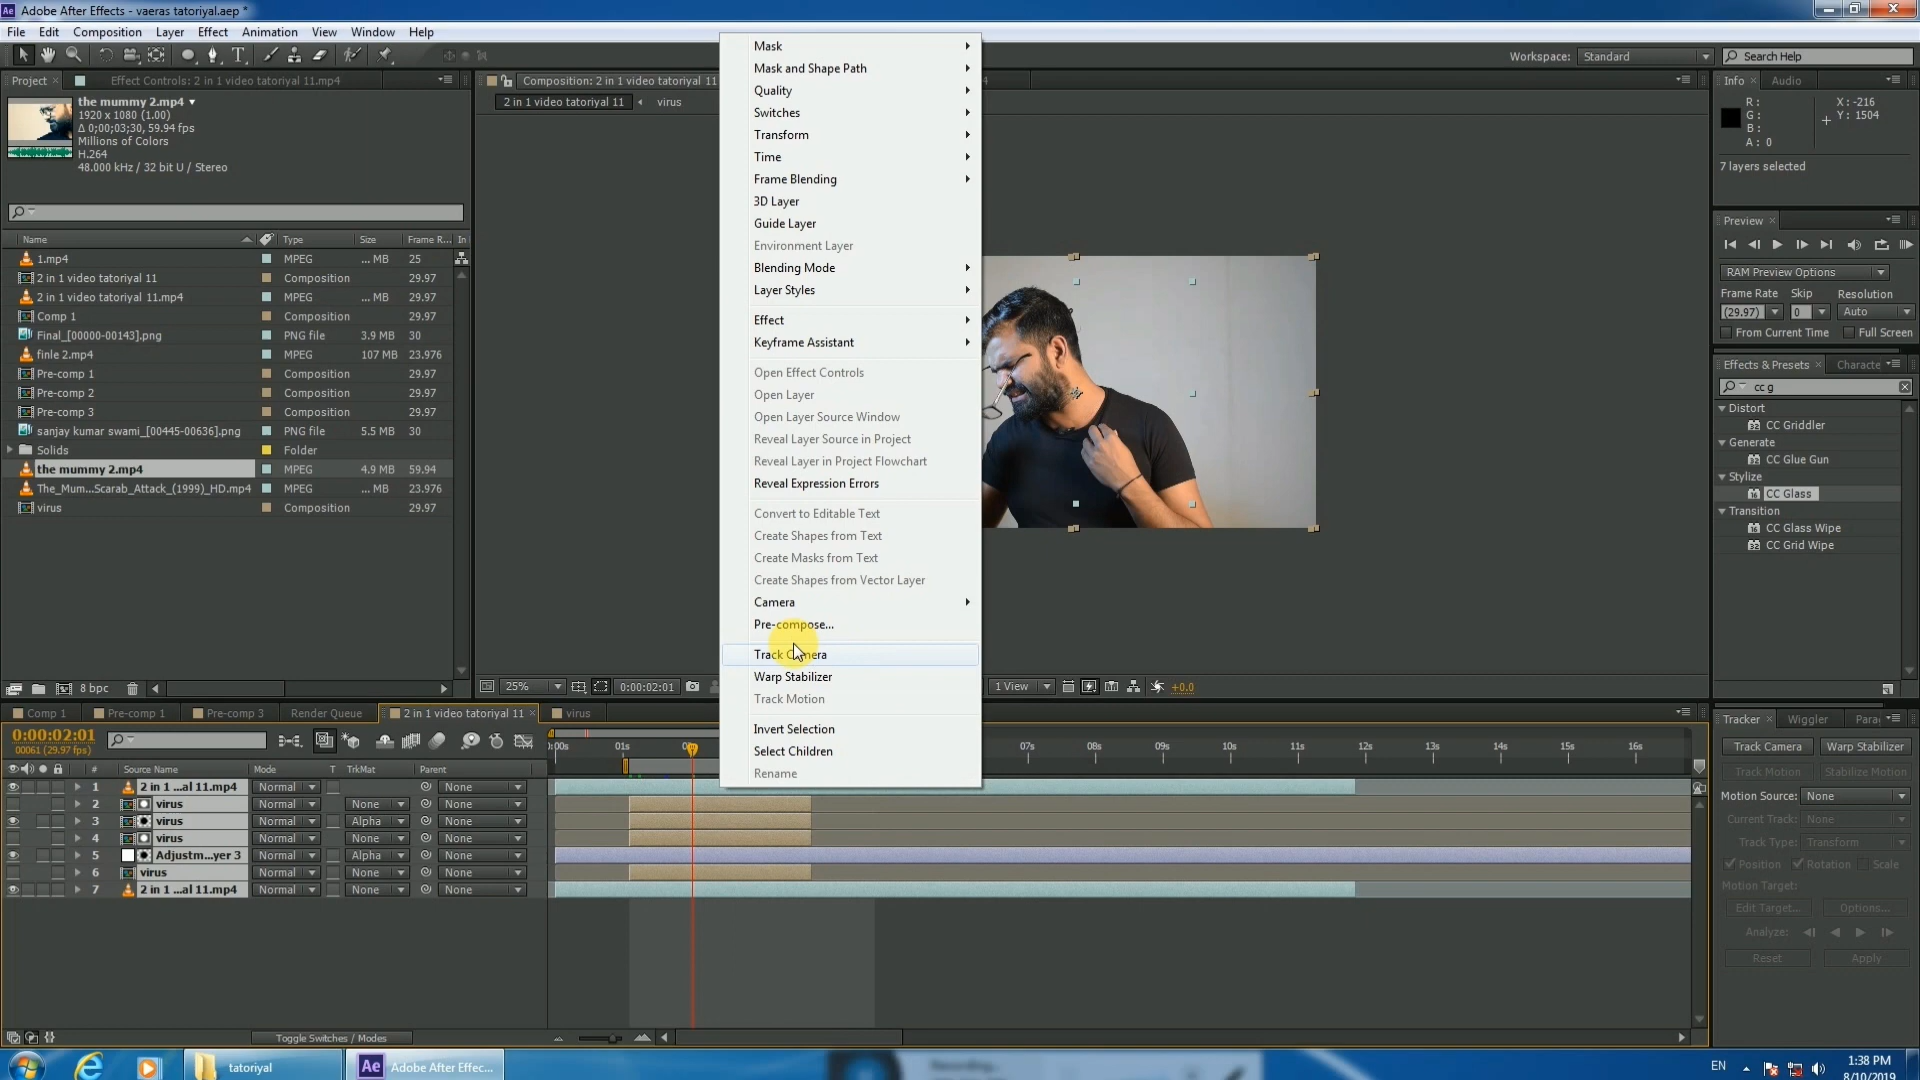 Adobe After Effects - vaeras tatoriyal.aep *
File Edit Composition Layer Effect Animation View Window Help
Workspace: Standard
Search Help
Project
Effect Controls: 2 in 1 video tatoriyal 11.mp4
the mummy 2.mp4
1920 x 1080 (1.00)
Δ 0;00;03;30, 59.94 fps
Millions of Colors
H.264
48.000 kHz / 32 bit U / Stereo
Name Type Size Frame R... In
1.mp4 MPEG ... MB 25
2 in 1 video tatoriyal 11 Composition 29.97
2 in 1 video tatoriyal 11.mp4 MPEG ... MB 29.97
Comp 1 Composition 29.97
Final_[00000-00143].png PNG file 3.9 MB 30
finle 2.mp4 MPEG 107 MB 23.976
Pre-comp 1 Composition 29.97
Pre-comp 2 Composition 29.97
Pre-comp 3 Composition 29.97
sanjay kumar swami_[00445-00636].png PNG file 5.5 MB 30
Solids Folder
the mummy 2.mp4 MPEG 4.9 MB 59.94
The_Mum...Scarab_Attack_(1999)_HD.mp4 MPEG ... MB 23.976
virus Composition 29.97
8 bpc
Composition: 2 in 1 video tatoriyal 11
2 in 1 video tatoriyal 11 virus
Mask
Mask and Shape Path
Quality
Switches
Transform
Time
Frame Blending
3D Layer
Guide Layer
Environment Layer
Blending Mode
Layer Styles
Effect
Keyframe Assistant
Open Effect Controls
Open Layer
Open Layer Source Window
Reveal Layer Source in Project
Reveal Layer in Project Flowchart
Reveal Expression Errors
Convert to Editable Text
Create Shapes from Text
Create Masks from Text
Create Shapes from Vector Layer
Camera
Pre-compose...
Track Camera
Warp Stabilizer
Track Motion
Invert Selection
Select Children
Rename
25% 0:00:02:01 1 View +0.0
Info Audio
R: X: -216
G: Y: 1504
B:
A: 0
7 layers selected
Preview
RAM Preview Options
Frame Rate Skip Resolution
(29.97) 0 Auto
From Current Time Full Screen
Effects & Presets Characte
cc g
Distort
CC Griddler
Generate
CC Glue Gun
Stylize
CC Glass
Transition
CC Glass Wipe
CC Grid Wipe
Comp 1 Pre-comp 1 Pre-comp 3 Render Queue 2 in 1 video tatoriyal 11 virus
0:00:02:01
00061 (29.97 fps)
:00s 01s 07s 08s 09s 10s 11s 12s 13s 14s 15s 16s
# Source Name Mode T TrkMat Parent
1 2 in 1 ...al 11.mp4 Normal None
2 virus Normal None None
3 virus Normal Alpha None
4 virus Normal None None
5 Adjustm...yer 3 Normal Alpha None
6 virus Normal None None
7 2 in 1 ...al 11.mp4 Normal None None
Toggle Switches / Modes
Tracker Wiggler Para
Track Camera Warp Stabilizer
Track Motion Stabilize Motion
Motion Source: None
Current Track: None
Track Type: Transform
Position Rotation Scale
Motion Target:
Edit Target... Options...
Analyze:
Reset Apply
tatoriyal
Ae Adobe After Effec...
Recording...
EN
1:38 PM
8/10/2019